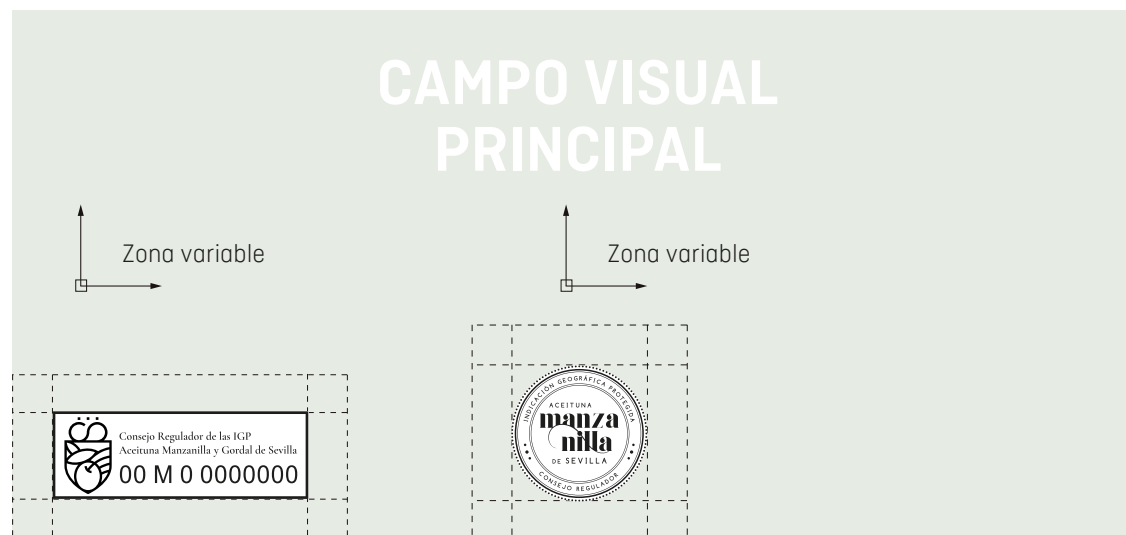 CAMPO VISUAL
PRINCIPAL
Zona variable
Zona variable
Consejo Regulador de las IGP
Aceituna Manzanilla y Gordal de Sevilla
00 M 0 0000000
INDICACIÓN GEOGRÁFICA PROTEGIDA
ACEITUNA
manza
nilla
DE SEVILLA
CONSEJO REGULADOR